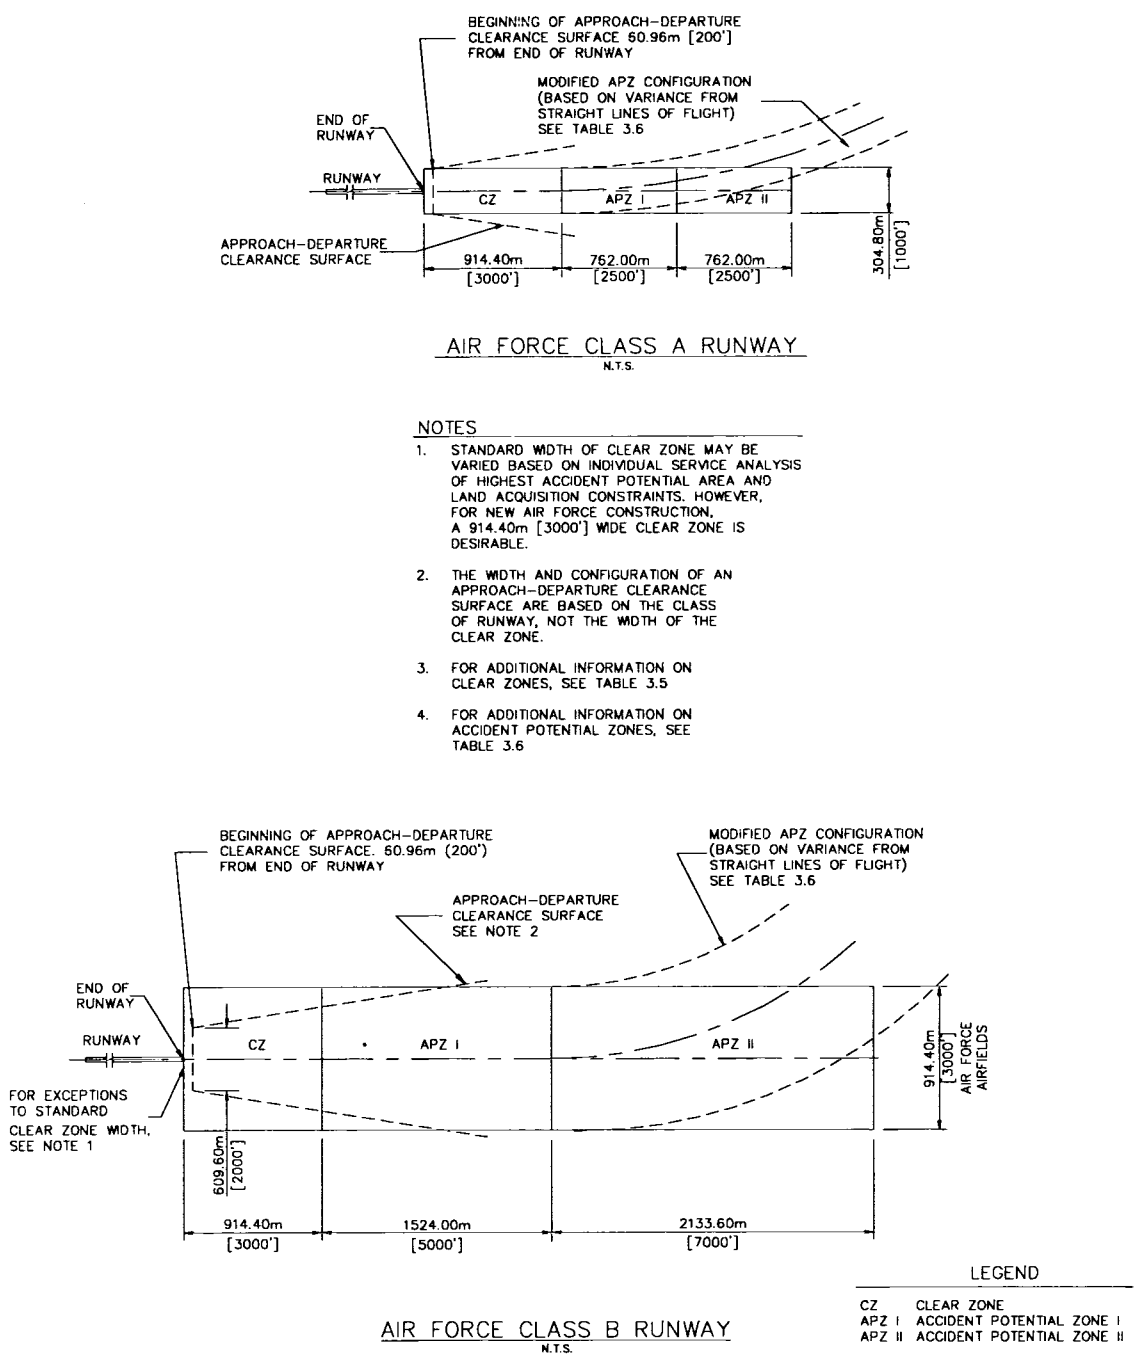 BEGINNING OF APPROACH-DEPARTURE
CLEARANCE SURFACE 60.96m [200']
FROM END OF RUNWAY
MODIFIED APZ CONFIGURATION
(BASED ON VARIANCE FROM
STRAIGHT LINES OF FLIGHT)
SEE TABLE 3.6
END OF
RUNWAY
RUNWAY
CZ
APZ I
APZ II
APPROACH-DEPARTURE
CLEARANCE SURFACE
914.40m
[3000']
762.00m
[2500']
762.00m
[2500']
304.80m
[1000']
AIR FORCE CLASS A RUNWAY
N.T.S.
NOTES
1. STANDARD WIDTH OF CLEAR ZONE MAY BE
VARIED BASED ON INDIVIDUAL SERVICE ANALYSIS
OF HIGHEST ACCIDENT POTENTIAL AREA AND
LAND ACQUISITION CONSTRAINTS. HOWEVER,
FOR NEW AIR FORCE CONSTRUCTION,
A 914.40m [3000'] WIDE CLEAR ZONE IS
DESIRABLE.
2. THE WIDTH AND CONFIGURATION OF AN
APPROACH-DEPARTURE CLEARANCE
SURFACE ARE BASED ON THE CLASS
OF RUNWAY, NOT THE WIDTH OF THE
CLEAR ZONE.
3. FOR ADDITIONAL INFORMATION ON
CLEAR ZONES, SEE TABLE 3.5
4. FOR ADDITIONAL INFORMATION ON
ACCIDENT POTENTIAL ZONES, SEE
TABLE 3.6
BEGINNING OF APPROACH-DEPARTURE
CLEARANCE SURFACE. 60.96m (200')
FROM END OF RUNWAY
MODIFIED APZ CONFIGURATION
(BASED ON VARIANCE FROM
STRAIGHT LINES OF FLIGHT)
SEE TABLE 3.6
APPROACH-DEPARTURE
CLEARANCE SURFACE
SEE NOTE 2
END OF
RUNWAY
RUNWAY
CZ
APZ I
APZ II
FOR EXCEPTIONS
TO STANDARD
CLEAR ZONE WIDTH,
SEE NOTE 1
609.60m
[2000']
914.40m
[3000']
AIR FORCE
AIRFIELDS
914.40m
[3000']
1524.00m
[5000']
2133.60m
[7000']
AIR FORCE CLASS B RUNWAY
N.T.S.
LEGEND
CZ CLEAR ZONE
APZ I ACCIDENT POTENTIAL ZONE I
APZ II ACCIDENT POTENTIAL ZONE II